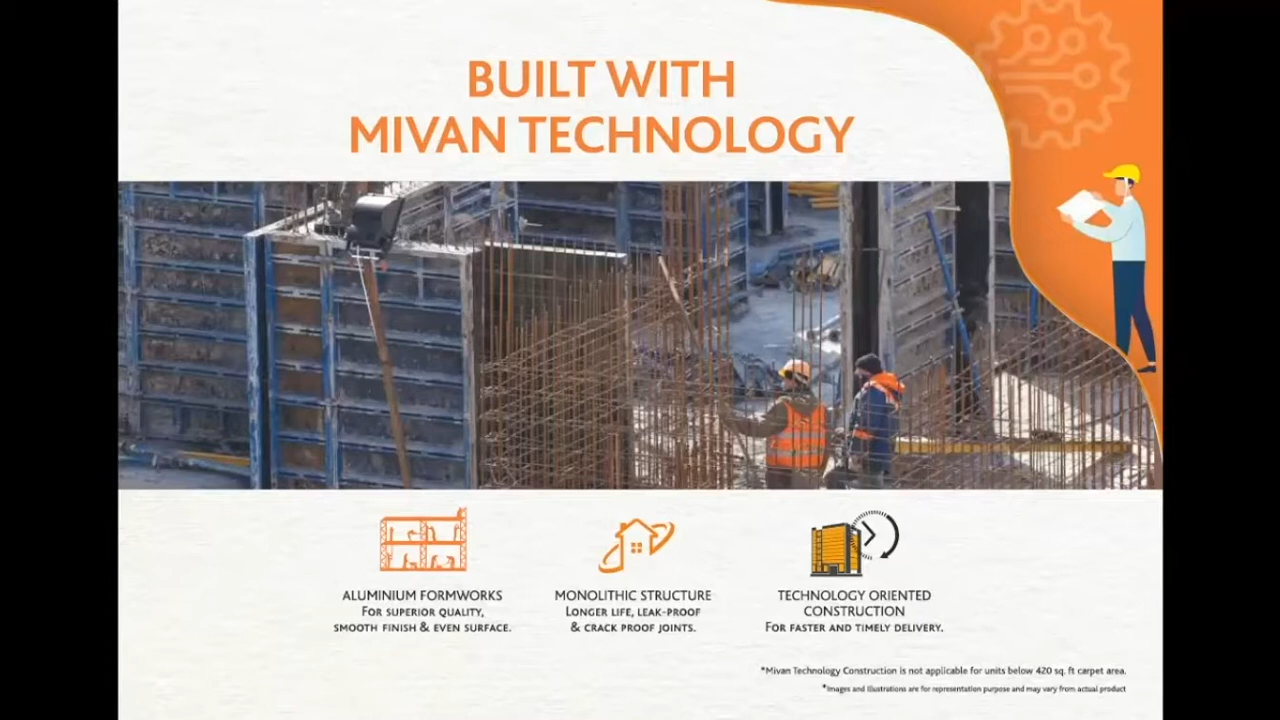 BUILT WITH
MIVAN TECHNOLOGY
ALUMINIUM FORMWORKS
FOR SUPERIOR QUALITY,
SMOOTH FINISH & EVEN SURFACE.
MONOLITHIC STRUCTURE
LONGER LIFE, LEAK-PROOF
& CRACK PROOF JOINTS.
TECHNOLOGY ORIENTED
CONSTRUCTION
FOR FASTER AND TIMELY DELIVERY.
*Mivan Technology Construction is not applicable for units below 420 sq. ft carpet area.
*Images and Illustrations are for representation purpose and may vary from actual product